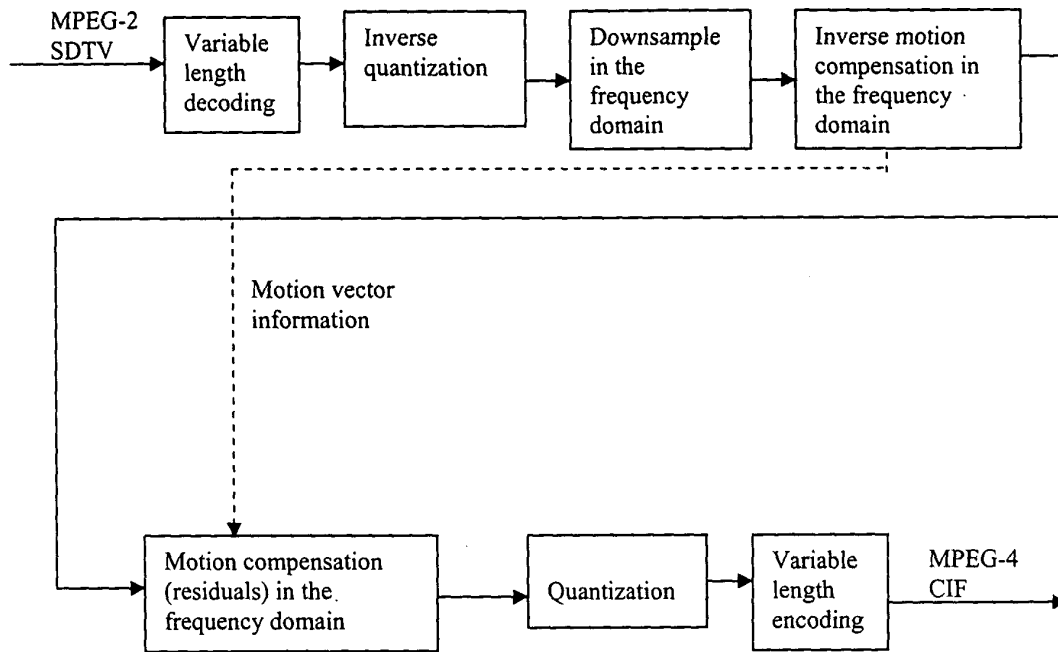 MPEG-2
SDTV
Variable
length
decoding
Inverse
quantization
Downsample
in the
frequency
domain
Inverse motion
compensation in
the frequency
domain
Motion vector
information
Motion compensation
(residuals) in the
frequency domain
Quantization
Variable
length
encoding
MPEG-4
CIF